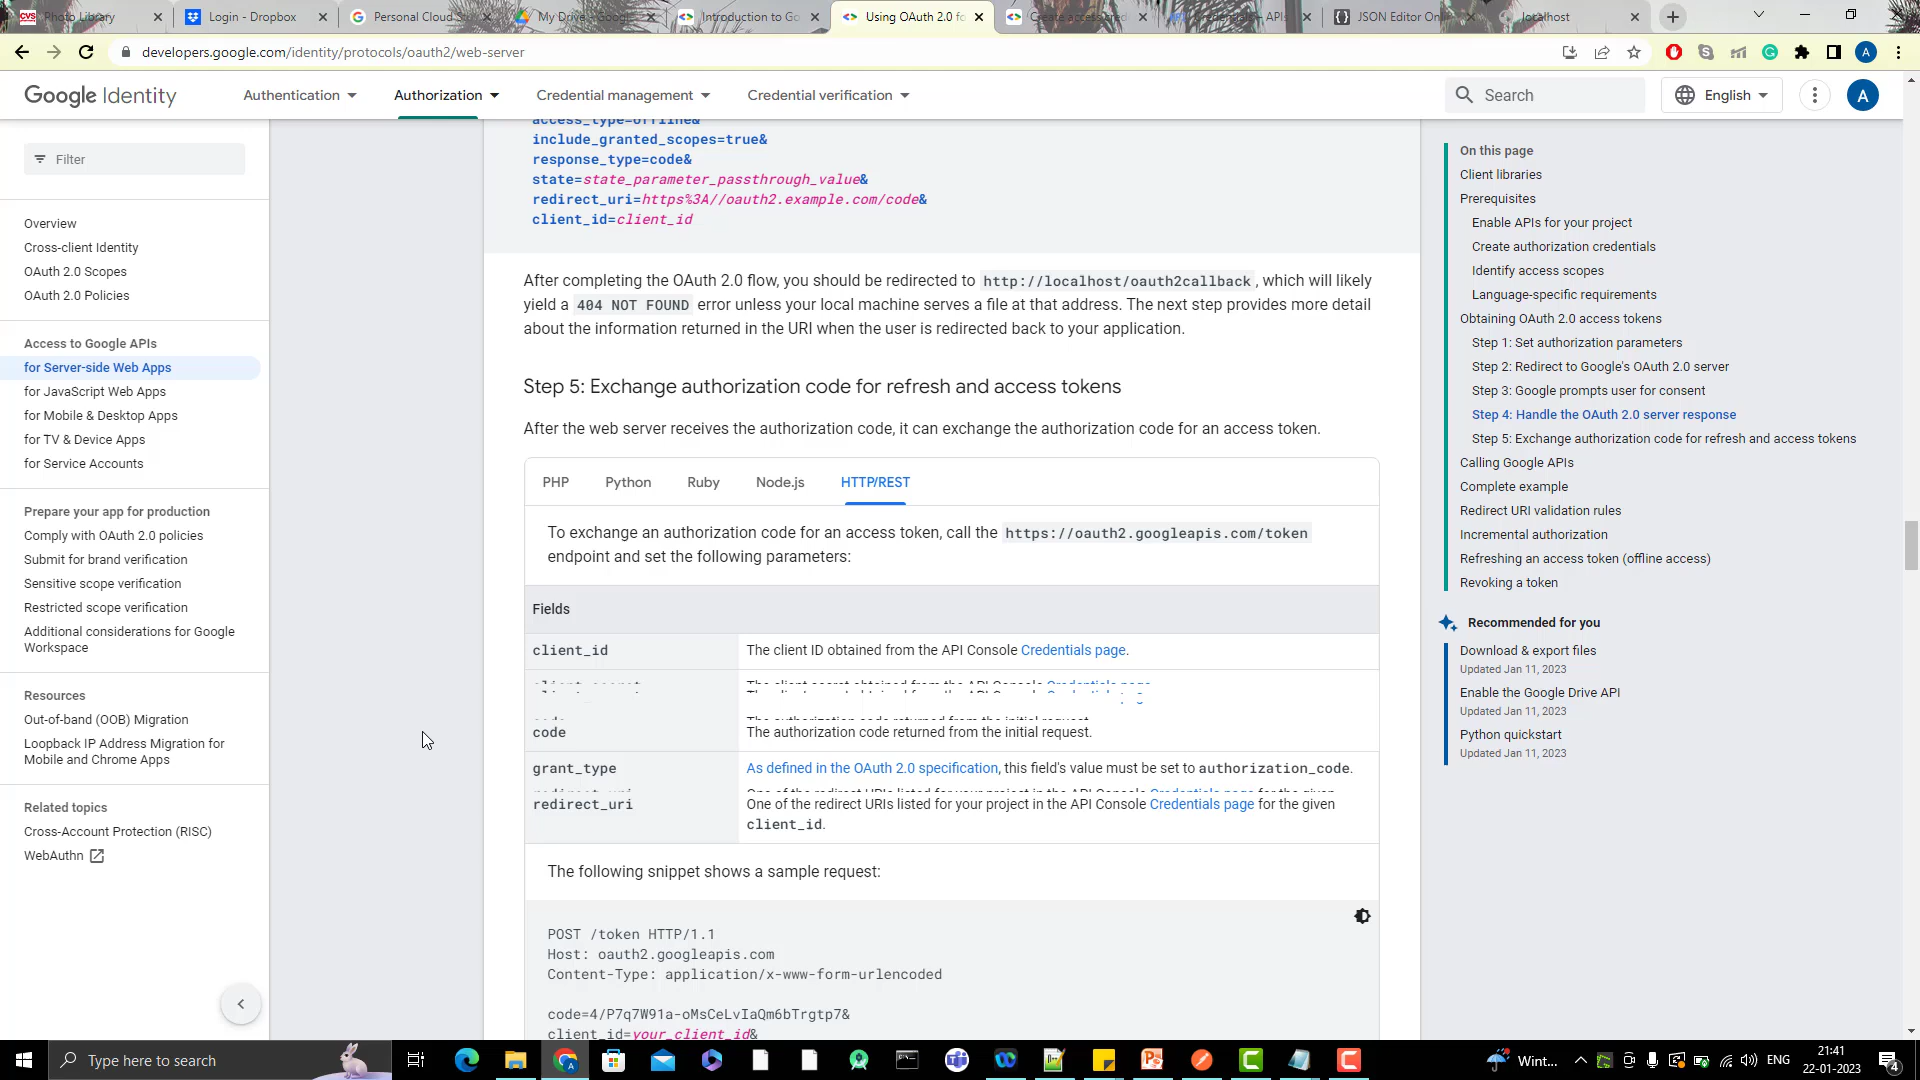 Photo Library
Login - Dropbox
Personal Cloud St
My Drive - Google
Introduction to Go
Using OAuth 2.0 fo
Create access cred
Credentials – APIs
JSON Editor Onl
localhost
developers.google.com/identity/protocols/oauth2/web-server
A
Google Identity
Authentication
Authorization
Credential management
Credential verification
Search
English
A
Filter
Overview
Cross-client Identity
OAuth 2.0 Scopes
OAuth 2.0 Policies
Access to Google APIs
for Server-side Web Apps
for JavaScript Web Apps
for Mobile & Desktop Apps
for TV & Device Apps
for Service Accounts
Prepare your app for production
Comply with OAuth 2.0 policies
Submit for brand verification
Sensitive scope verification
Restricted scope verification
Additional considerations for Google
Workspace
Resources
Out-of-band (OOB) Migration
Loopback IP Address Migration for
Mobile and Chrome Apps
Related topics
Cross-Account Protection (RISC)
WebAuthn
access_type=offline&
include_granted_scopes=true&
response_type=code&
state=state_parameter_passthrough_value&
redirect_uri=https%3A//oauth2.example.com/code&
client_id=client_id
After completing the OAuth 2.0 flow, you should be redirected to http://localhost/oauth2callback, which will likely
yield a 404 NOT FOUND error unless your local machine serves a file at that address. The next step provides more detail
about the information returned in the URI when the user is redirected back to your application.
Step 5: Exchange authorization code for refresh and access tokens
After the web server receives the authorization code, it can exchange the authorization code for an access token.
PHP
Python
Ruby
Node.js
HTTP/REST
To exchange an authorization code for an access token, call the https://oauth2.googleapis.com/token
endpoint and set the following parameters:
Fields
client_id
The client ID obtained from the API Console Credentials page.
code
The authorization code returned from the initial request.
grant_type
As defined in the OAuth 2.0 specification, this field's value must be set to authorization_code.
redirect_uri
One of the redirect URIs listed for your project in the API Console Credentials page for the given
client_id.
The following snippet shows a sample request:
POST /token HTTP/1.1
Host: oauth2.googleapis.com
Content-Type: application/x-www-form-urlencoded
code=4/P7q7W91a-oMsCeLvIaQm6bTrgtp7&
client_id=your_client_id&
On this page
Client libraries
Prerequisites
Enable APIs for your project
Create authorization credentials
Identify access scopes
Language-specific requirements
Obtaining OAuth 2.0 access tokens
Step 1: Set authorization parameters
Step 2: Redirect to Google's OAuth 2.0 server
Step 3: Google prompts user for consent
Step 4: Handle the OAuth 2.0 server response
Step 5: Exchange authorization code for refresh and access tokens
Calling Google APIs
Complete example
Redirect URI validation rules
Incremental authorization
Refreshing an access token (offline access)
Revoking a token
Recommended for you
Download & export files
Updated Jan 11, 2023
Enable the Google Drive API
Updated Jan 11, 2023
Python quickstart
Updated Jan 11, 2023
Type here to search
Wint...
ENG
21:41
22-01-2023
4